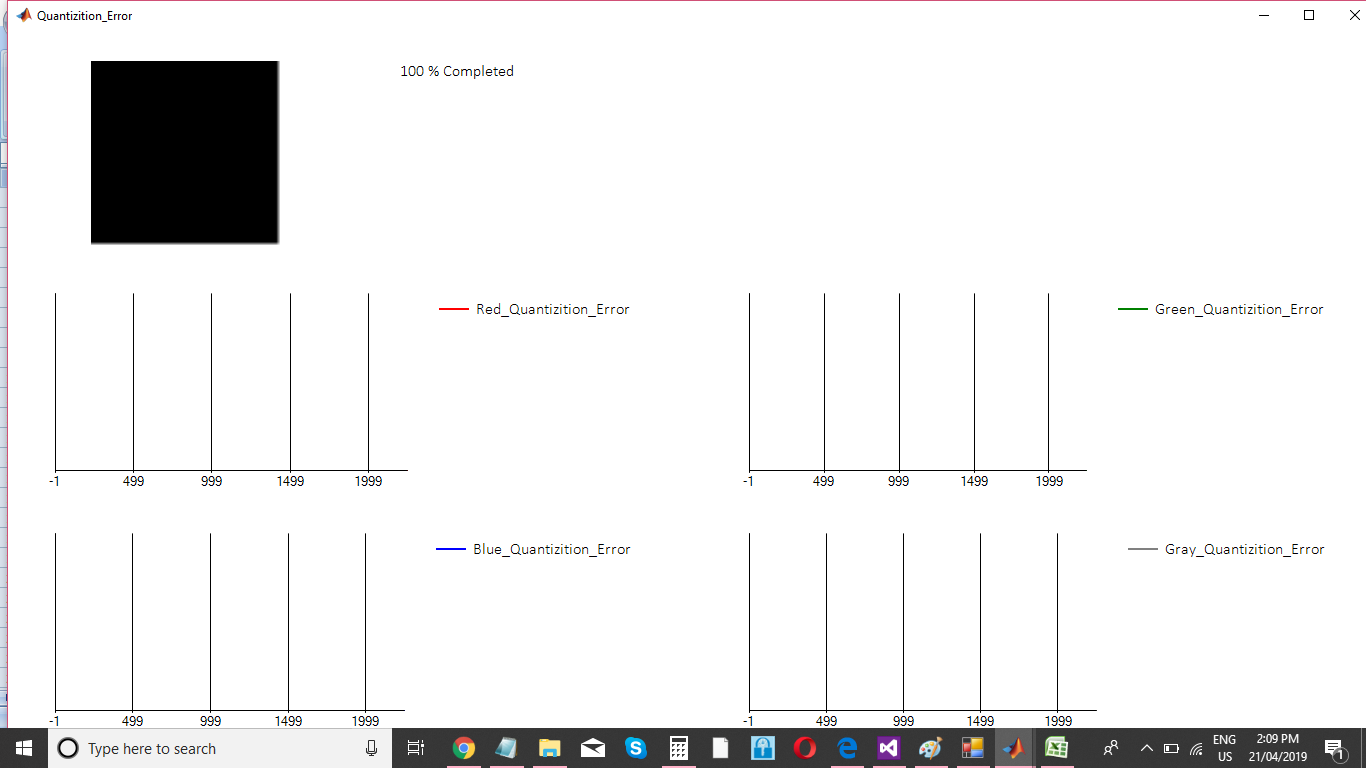 Quantizition_Error
100 % Completed
Red_Quantizition_Error
Green_Quantizition_Error
-1 499 999 1499 1999
-1 499 999 1499 1999
Blue_Quantizition_Error
Gray_Quantizition_Error
-1 499 999 1499 1999
-1 499 999 1499 1999
Type here to search
ENG
US
2:09 PM
21/04/2019
1